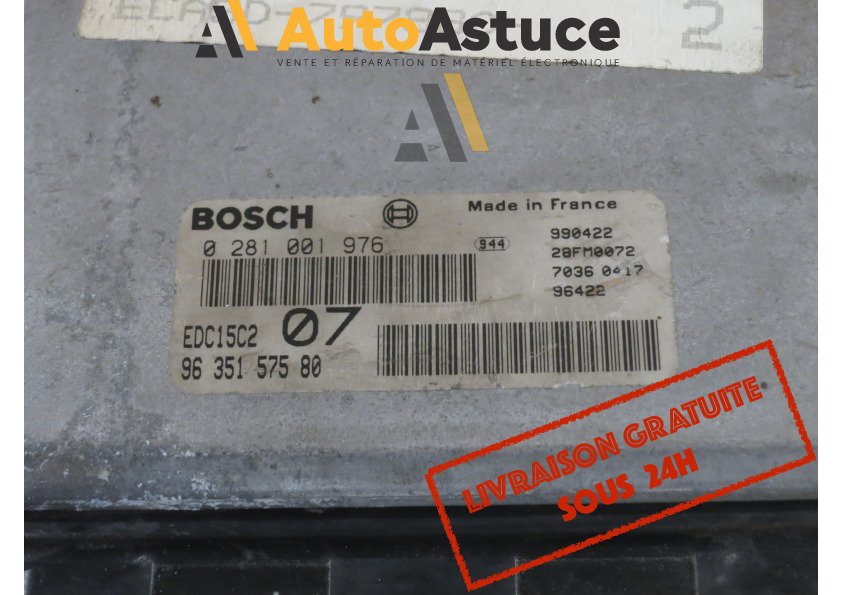 2
AutoAstuce
VENTE ET RÉPARATION DE MATÉRIEL ÉLECTRONIQUE
BOSCH
Made in France
0 281 001 976
944
990422
28FM0072
7036 0417
96422
EDC15C2 07
96 351 575 80
LIVRAISON GRATUITE
SOUS 24H